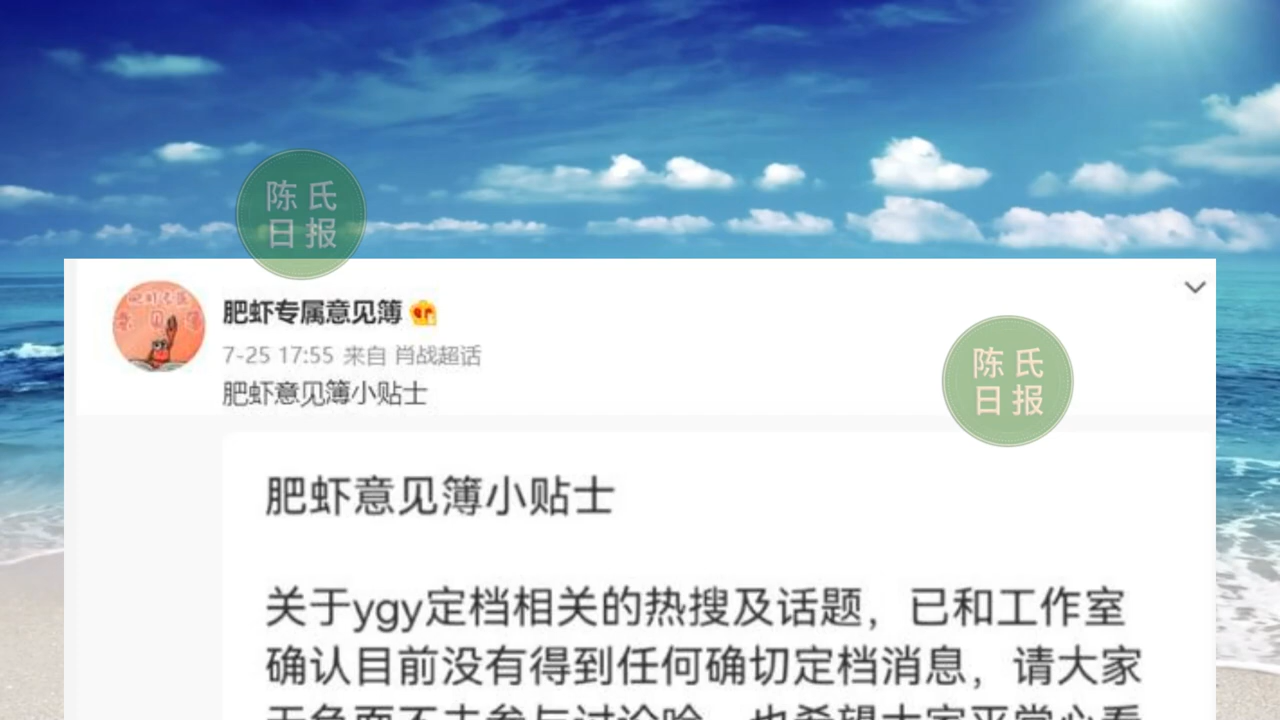 陈氏
日报
肥虾专属意见簿
7-25 17:55 来自 肖战超话
肥虾意见簿小贴士
陈氏
日报
肥虾意见簿小贴士
关于ygy定档相关的热搜及话题，已和工作室
确认目前没有得到任何确切定档消息，请大家